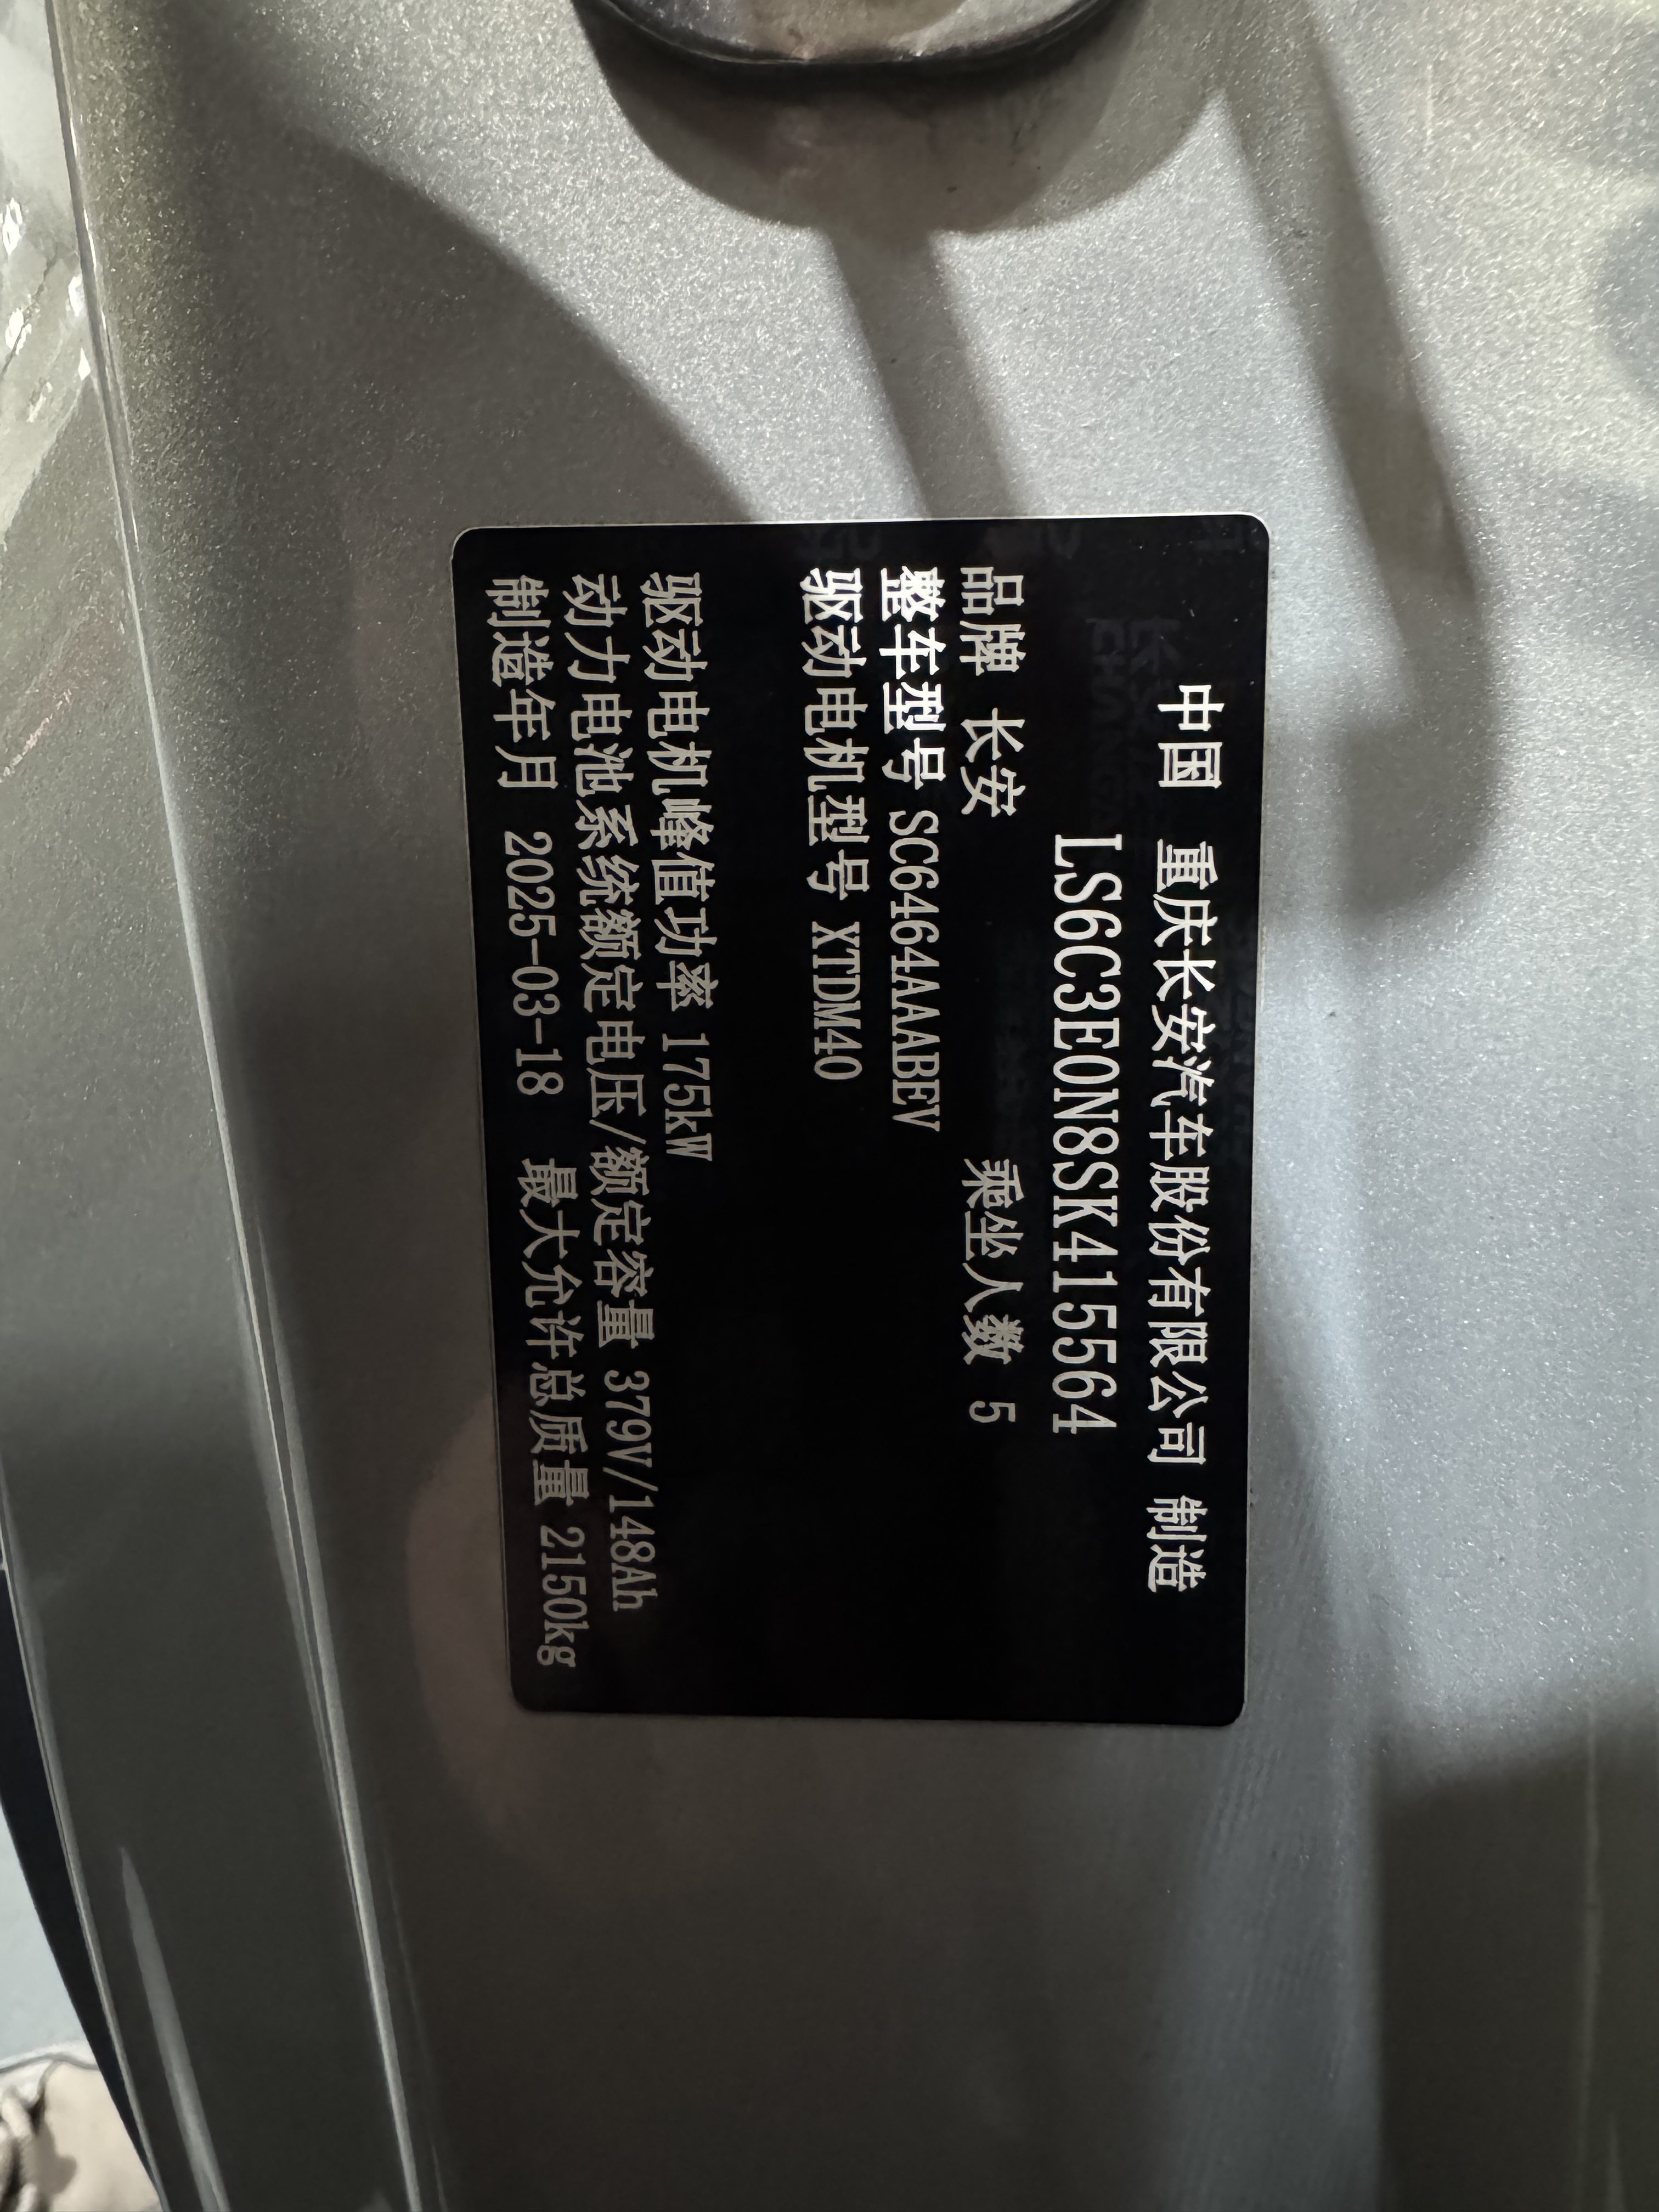 中国 重庆长安汽车股份有限公司 制造
LS6C3E0N8SK415564
品牌 长安 乘坐人数 5
整车型号 SC6464AAABEV
驱动电机型号 XTDM40
驱动电机峰值功率 175kW
动力电池系统额定电压/额定容量 379V/148Ah
制造年月 2025-03-18 最大允许总质量 2150kg